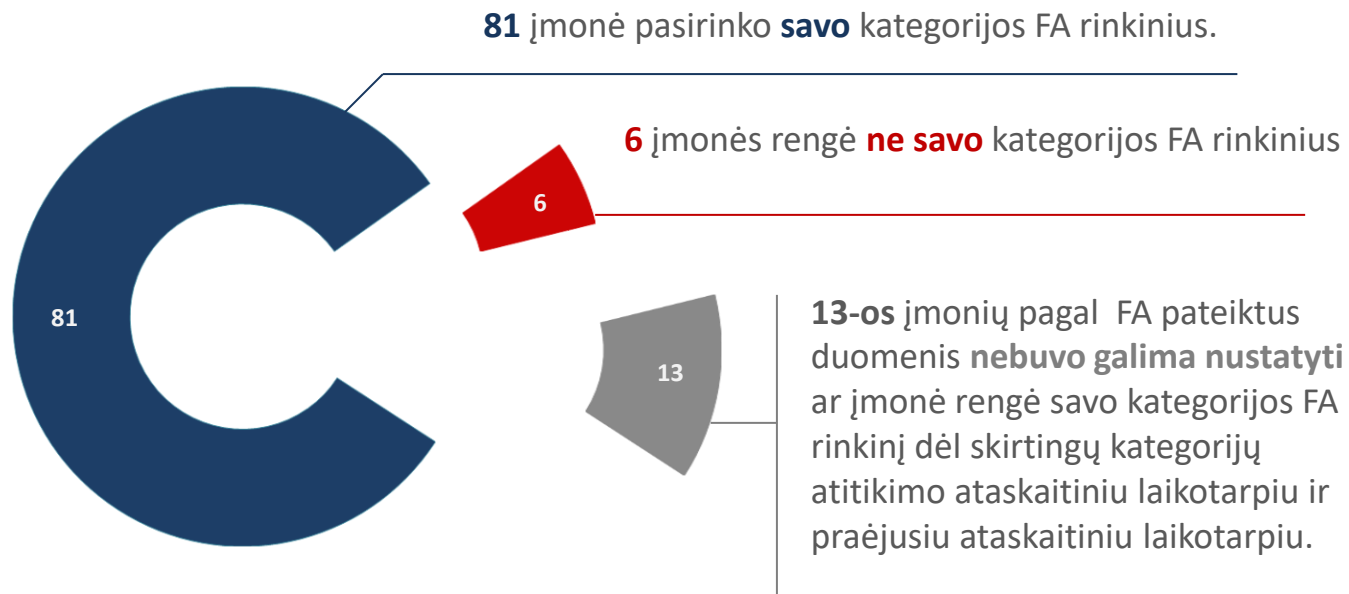 81 įmonė pasirinko savo kategorijos FA rinkinius.
6 įmonės rengė ne savo kategorijos FA rinkinius
6
81
13
13-os įmonių pagal  FA pateiktus
duomenis nebuvo galima nustatyti
ar įmonė rengė savo kategorijos FA
rinkinį dėl skirtingų kategorijų
atitikimo ataskaitiniu laikotarpiu ir
praėjusiu ataskaitiniu laikotarpiu.